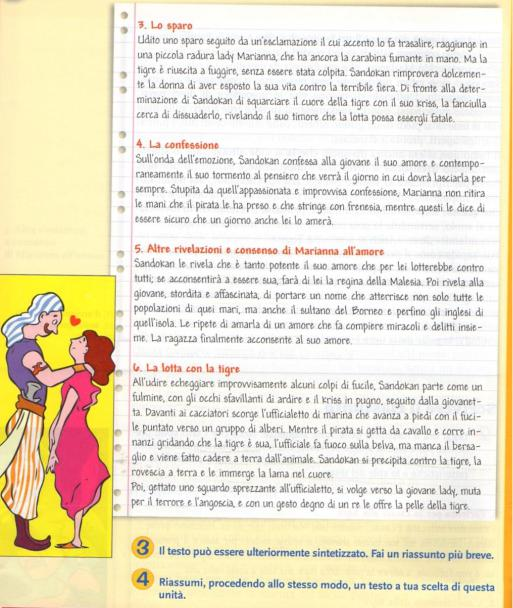 3. Lo sparo
Udito uno sparo seguito da un'esclamazione il cui accento lo fa trasalire, raggiunge in
una piccola radura lady Marianna, che ha ancora la carabina fumante in mano. Ma la
tigre è riuscita a fuggire, senza essere stata colpita. Sandokan rimprovera dolcemen-
te la donna di aver esposto la sua vita contro la terribile fiera. Di fronte alla deter-
minazione di Sandokan di squarciare il cuore della tigre con il suo kriss, la fanciulla
cerca di dissuaderlo, rivelando il suo timore che la lotta possa essergli fatale.
4. La confessione
Sull'onda dell'emozione, Sandokan confessa alla giovane il suo amore e contempo-
raneamente il suo tormento al pensiero che verrà il giorno in cui dovrà lasciarla per
sempre. Stupita da quell'appassionata e improvvisa confessione, Marianna non ritira
le mani che il pirata le ha preso e che stringe con frenesia, mentre questi le dice di
essere sicuro che un giorno anche lei lo amerà.
5. Altre rivelazioni e consenso di Marianna all'amore
Sandokan le rivela che è tanto potente il suo amore che per lei lotterebbe contro
tutti; se acconsentirà a essere sua, farà di lei la regina della Malesia. Poi rivela alla
giovane, stordita e affascinata, di portare un nome che atterrisce non solo tutte le
popolazioni di quei mari, ma anche il sultano del Borneo e perfino gli inglesi di
quell'isola. Le ripete di amarla di un amore che fa compiere miracoli e delitti insie-
me. La ragazza finalmente acconsente al suo amore.
6. La lotta con la tigre
All'udire echeggiare improvvisamente alcuni colpi di fucile, Sandokan parte come un
fulmine, con gli occhi sfavillanti di ardire e il kriss in pugno, seguito dalla giovanet-
ta. Davanti ai cacciatori scorge l'ufficialetto di marina che avanza a piedi con il fuci-
le puntato verso un gruppo di alberi. Mentre il pirata si getta da cavallo e corre in-
nanzi gridando che la tigre è sua, l'ufficiale fa fuoco sulla belva, ma manca il bersa-
glio e viene fatto cadere a terra dall'animale. Sandokan si precipita contro la tigre, la
rovescia a terra e le immerge la lama nel cuore.
Poi, gettato uno sguardo sprezzante all'ufficialetto, si volge verso la giovane lady, muta
per il terrore e l'angoscia, e con un gesto degno di un re le offre la pelle della tigre.
3 Il testo può essere ulteriormente sintetizzato. Fai un riassunto più breve.
4 Riassumi, procedendo allo stesso modo, un testo a tua scelta di questa
unità.